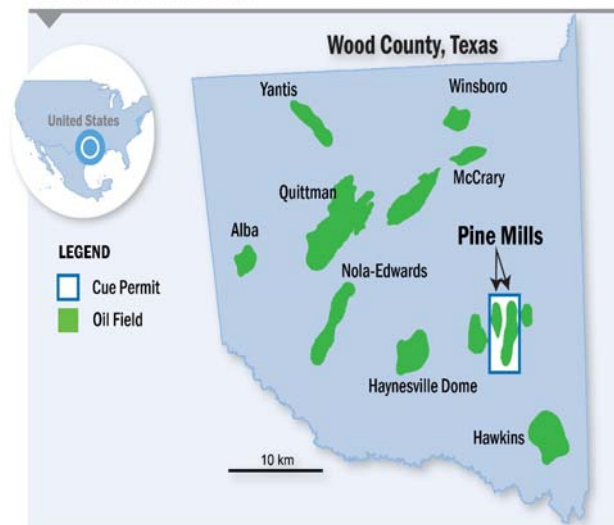 Wood County, Texas
Yantis
Winsboro
United States
McCrary
Quittman
Alba
Pine Mills
LEGEND
Nola-Edwards
Cue Permit
Oil Field
Haynesville Dome
Hawkins
10 km